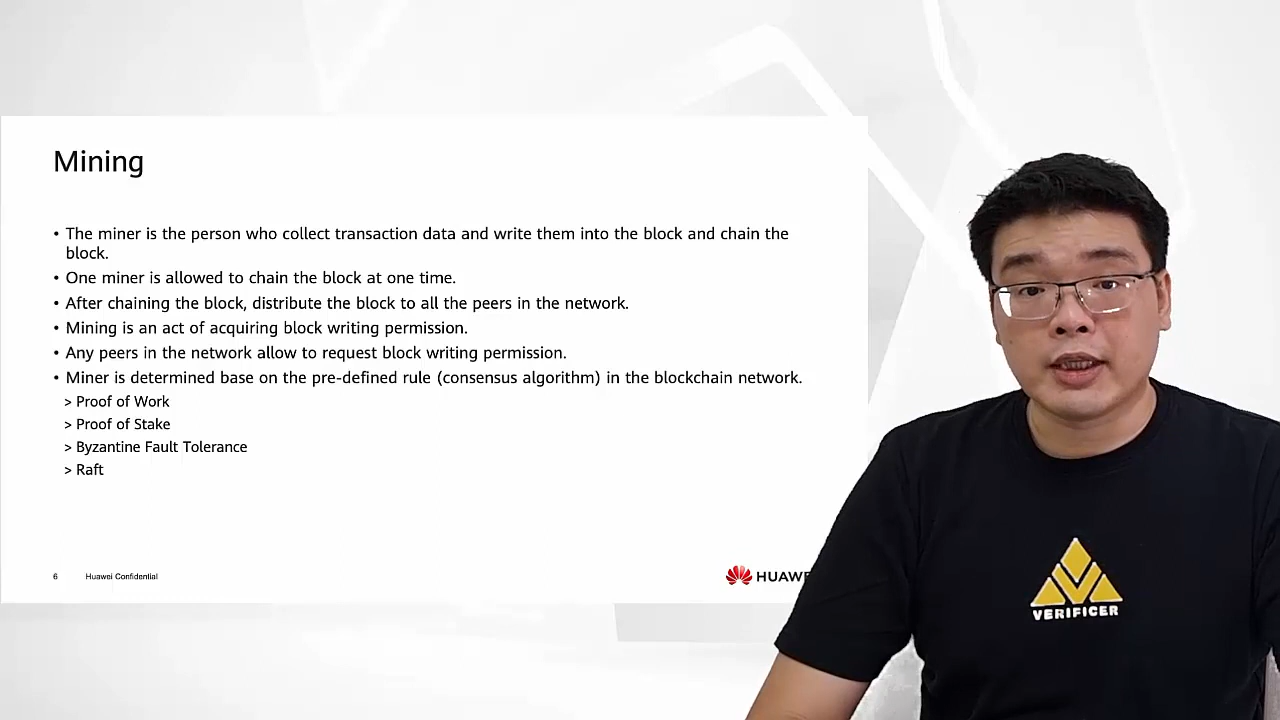 Mining
• The miner is the person who collect transaction data and write them into the block and chain the
block.
• One miner is allowed to chain the block at one time.
• After chaining the block, distribute the block to all the peers in the network.
• Mining is an act of acquiring block writing permission.
• Any peers in the network allow to request block writing permission.
• Miner is determined base on the pre-defined rule (consensus algorithm) in the blockchain network.
> Proof of Work
> Proof of Stake
> Byzantine Fault Tolerance
> Raft
6 Huawei Confidential
HUAWE
VERIFICER